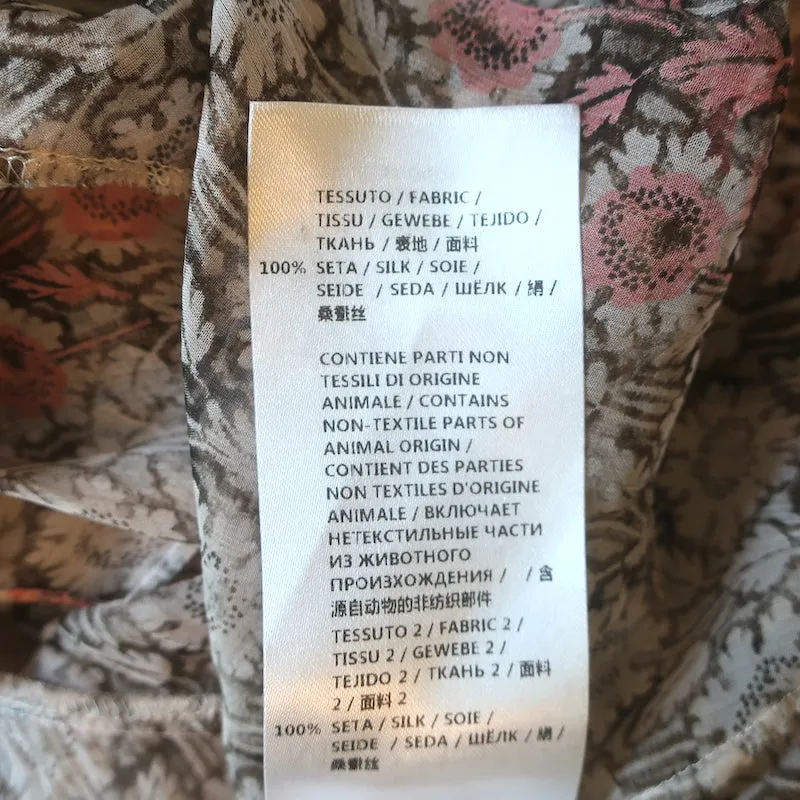 TESSUTO / FABRIC /
TISSU / GEWEBE / TEJIDO /
ТКАНЬ / 裏地 / 面料
100% SETA / SILK / SOIE /
SEIDE / SEDA / ШЁЛК / 絹 /
桑蚕丝
CONTIENE PARTI NON
TESSILI DI ORIGINE
ANIMALE / CONTAINS
NON-TEXTILE PARTS OF
ANIMAL ORIGIN /
CONTIENT DES PARTIES
NON TEXTILES D'ORIGINE
ANIMALE / ВКЛЮЧАЕТ
НЕТЕКСТИЛЬНЫЕ ЧАСТИ
ИЗ ЖИВОТНОГО
ПРОИЗХОЖДЕНИЯ / / 含
源自动物的非纺织部件
TESSUTO 2 / FABRIC 2 /
TISSU 2 / GEWEBE 2 /
TEJIDO 2 / ТКАНЬ 2 / 面料
2 / 面料 2
100% SETA / SILK / SOIE /
SEIDE / SEDA / ШЁЛК / 絹 /
桑蚕丝